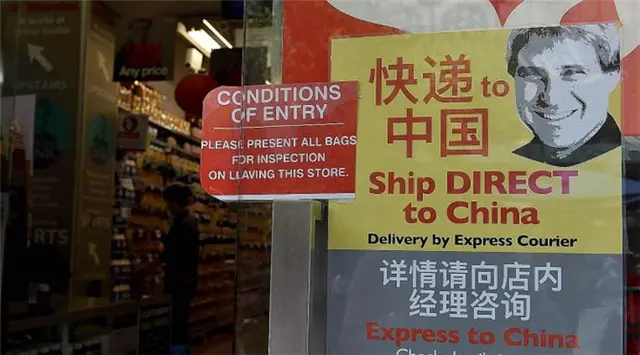 UPSTAIRS
Any price
CONDITIONS
OF ENTRY
PLEASE PRESENT ALL BAGS
FOR INSPECTION
ON LLAVING THIS STORE.
快递 to
中国
Ship DIRECT
to China
Delivery by Express Courier
详情请向店内
经理咨询
Express to China